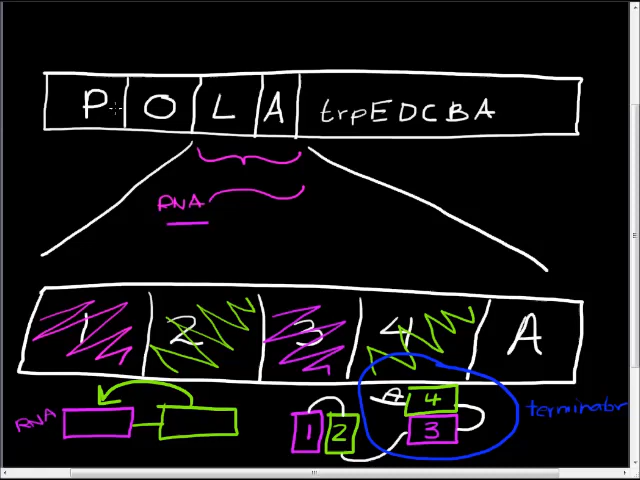 P O L A trpEDCBA
RNA
1 2 3 4 A
RNA
1 2
A 4
3
terminator